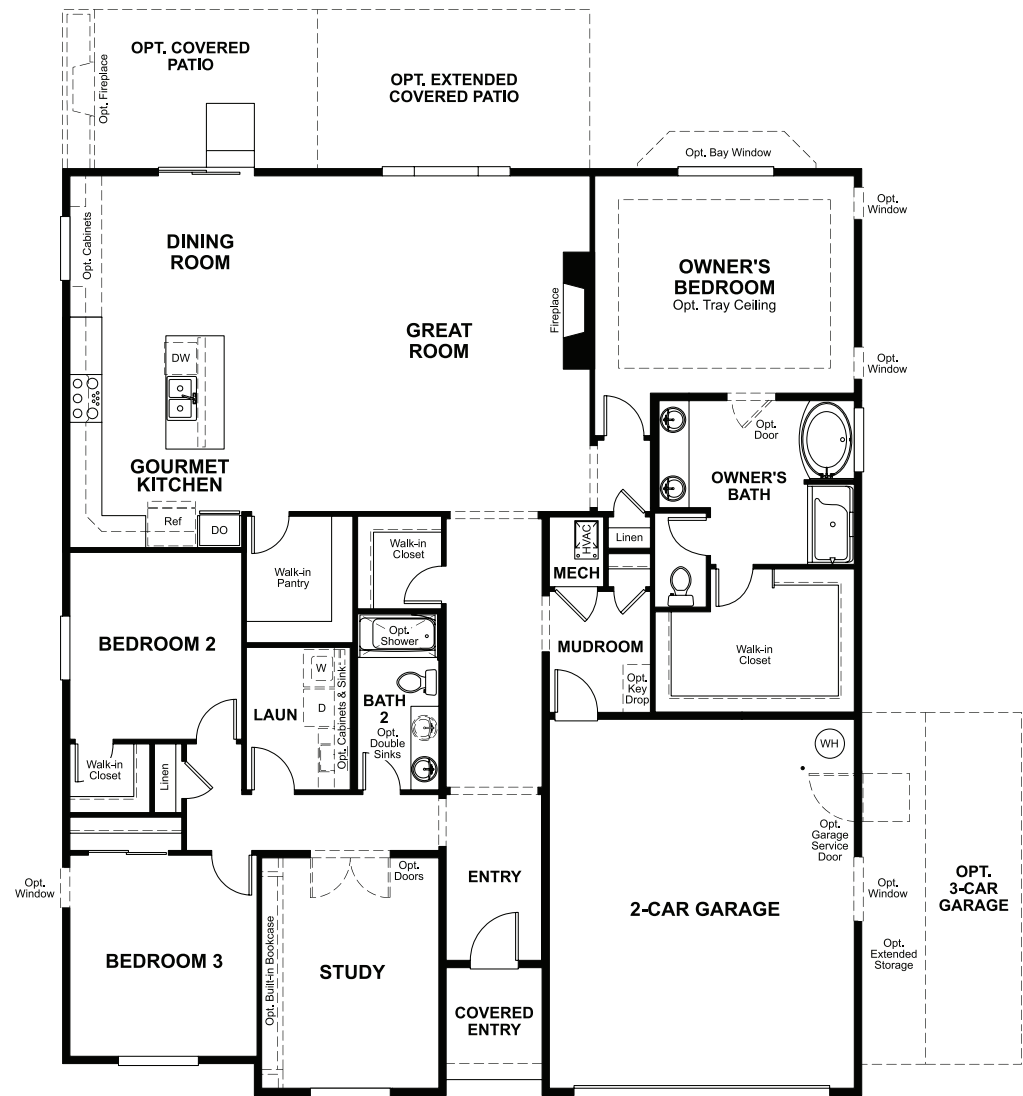 OPT. COVERED
PATIO
Opt. Fireplace
OPT. EXTENDED
COVERED PATIO
Opt. Bay Window
Opt.
Window
Opt. Cabinets
DINING
ROOM
OWNER'S
BEDROOM
Opt. Tray Ceiling
Fireplace
GREAT
ROOM
DW
Opt.
Window
Opt.
Door
GOURMET
KITCHEN
OWNER'S
BATH
Ref
DO
Linen
HVAC
MECH
Walk-in
Closet
Walk-in
Pantry
Opt.
Shower
BEDROOM 2
MUDROOM
Walk-in
Closet
W
D
Opt. Cabinets & Sink
LAUN
BATH
2
Opt.
Double
Sinks
Opt.
Key
Drop
WH
Walk-in
Closet
Linen
Opt.
Garage
Service
Door
Opt.
Window
Opt.
Doors
ENTRY
2-CAR GARAGE
Opt.
Window
OPT.
3-CAR
GARAGE
Opt.
Extended
Storage
BEDROOM 3
Opt. Built-in Bookcase
STUDY
COVERED
ENTRY